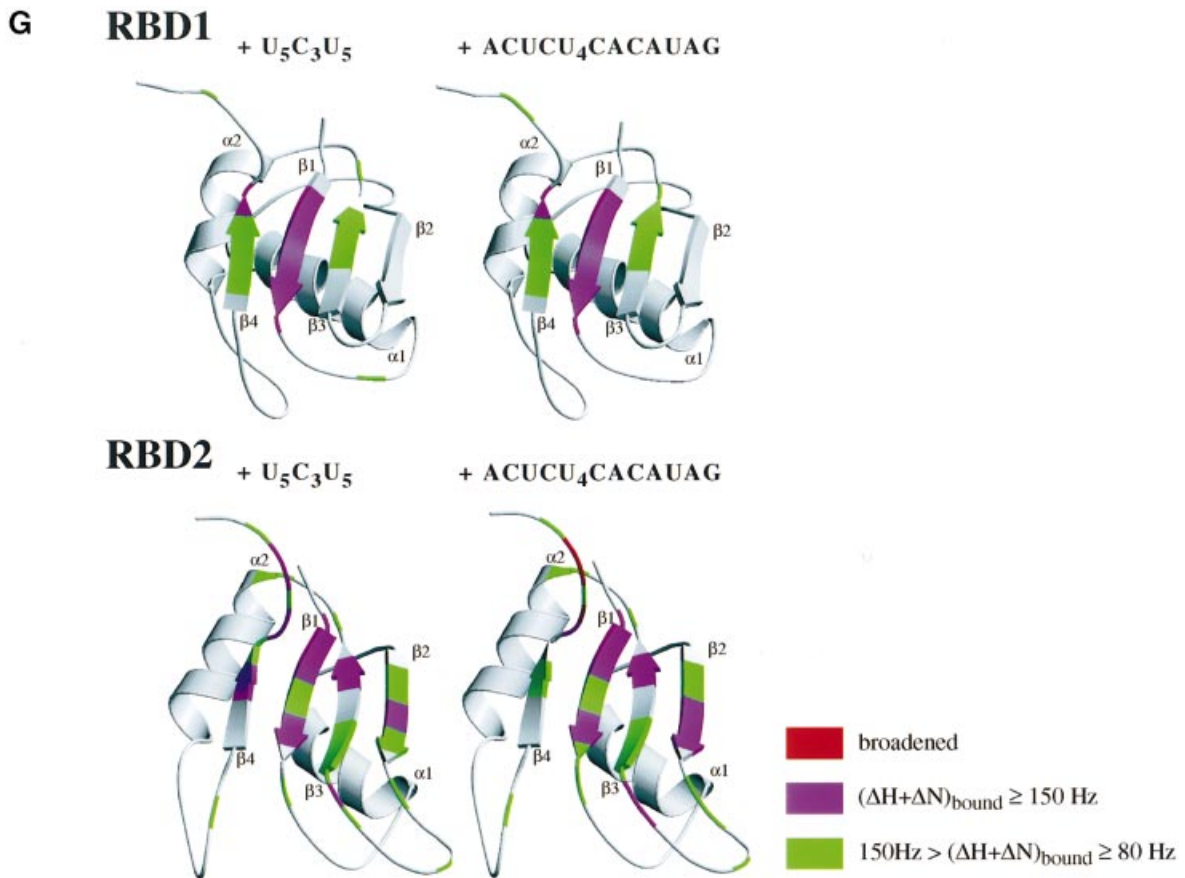 G
RBD1
+ U₅C₃U₅
+ ACUCU₄CACAUAG
α2
β1
β2
β4
β3
α1
α2
β1
β2
β4
β3
α1
RBD2
+ U₅C₃U₅
+ ACUCU₄CACAUAG
α2
β1
β2
β4
β3
α1
α2
β1
β2
β4
β3
α1
broadened
(ΔH+ΔN)bound ≥ 150 Hz
150Hz > (ΔH+ΔN)bound ≥ 80 Hz